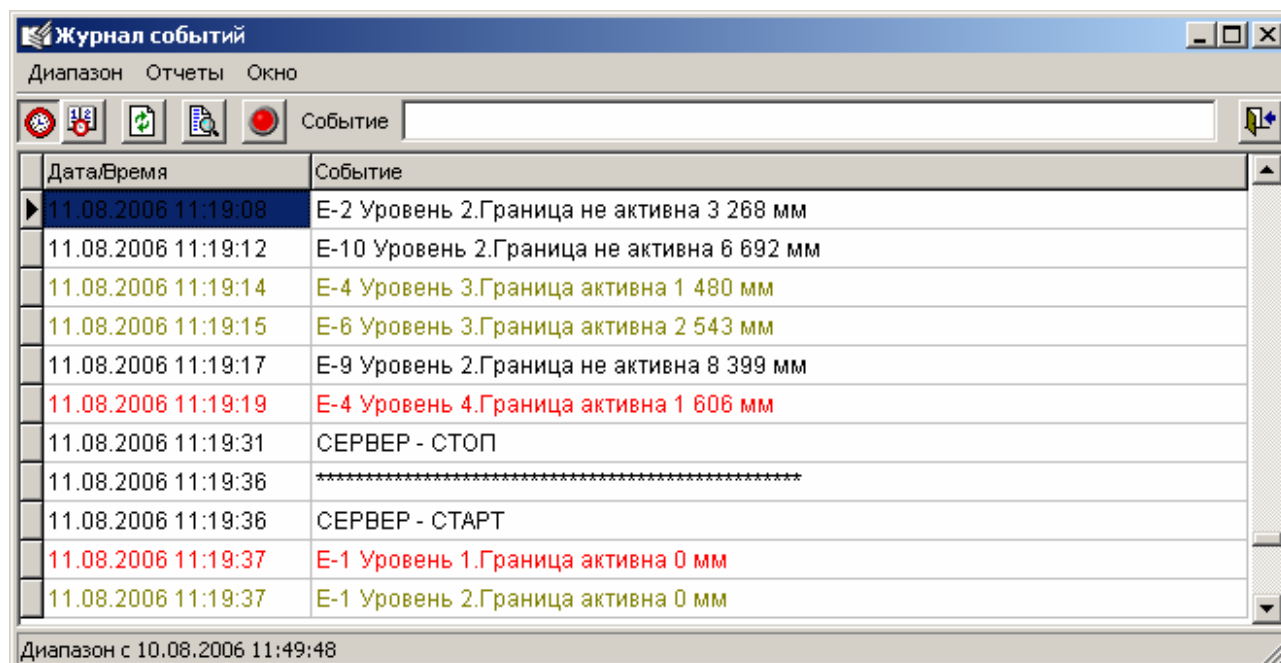 Журнал событий
Диапазон Отчеты Окно
Событие
Дата/Время Событие
11.08.2006 11:19:08 Е-2 Уровень 2.Граница не активна 3 268 мм
11.08.2006 11:19:12 Е-10 Уровень 2.Граница не активна 6 692 мм
11.08.2006 11:19:14 Е-4 Уровень 3.Граница активна 1 480 мм
11.08.2006 11:19:15 Е-6 Уровень 3.Граница активна 2 543 мм
11.08.2006 11:19:17 Е-9 Уровень 2.Граница не активна 8 399 мм
11.08.2006 11:19:19 Е-4 Уровень 4.Граница активна 1 606 мм
11.08.2006 11:19:31 СЕРВЕР - СТОП
11.08.2006 11:19:36 **************************************************
11.08.2006 11:19:36 СЕРВЕР - СТАРТ
11.08.2006 11:19:37 Е-1 Уровень 1.Граница активна 0 мм
11.08.2006 11:19:37 Е-1 Уровень 2.Граница активна 0 мм
Диапазон с 10.08.2006 11:49:48